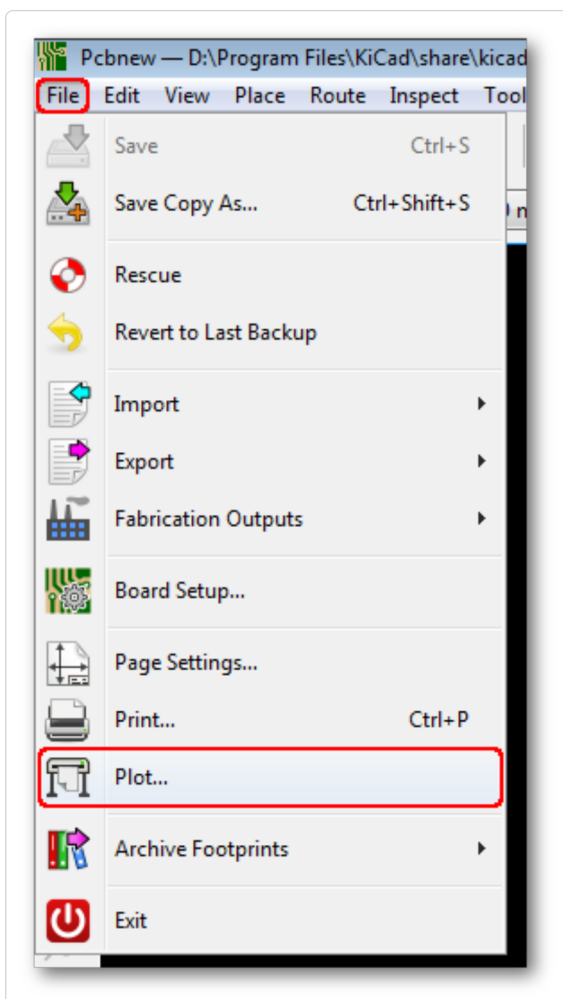 Pcbnew — D:\Program Files\KiCad\share\kicad
File Edit View Place Route Inspect Tool
Save Ctrl+S
Save Copy As... Ctrl+Shift+S
Rescue
Revert to Last Backup
Import
Export
Fabrication Outputs
Board Setup...
Page Settings...
Print... Ctrl+P
Plot...
Archive Footprints
Exit